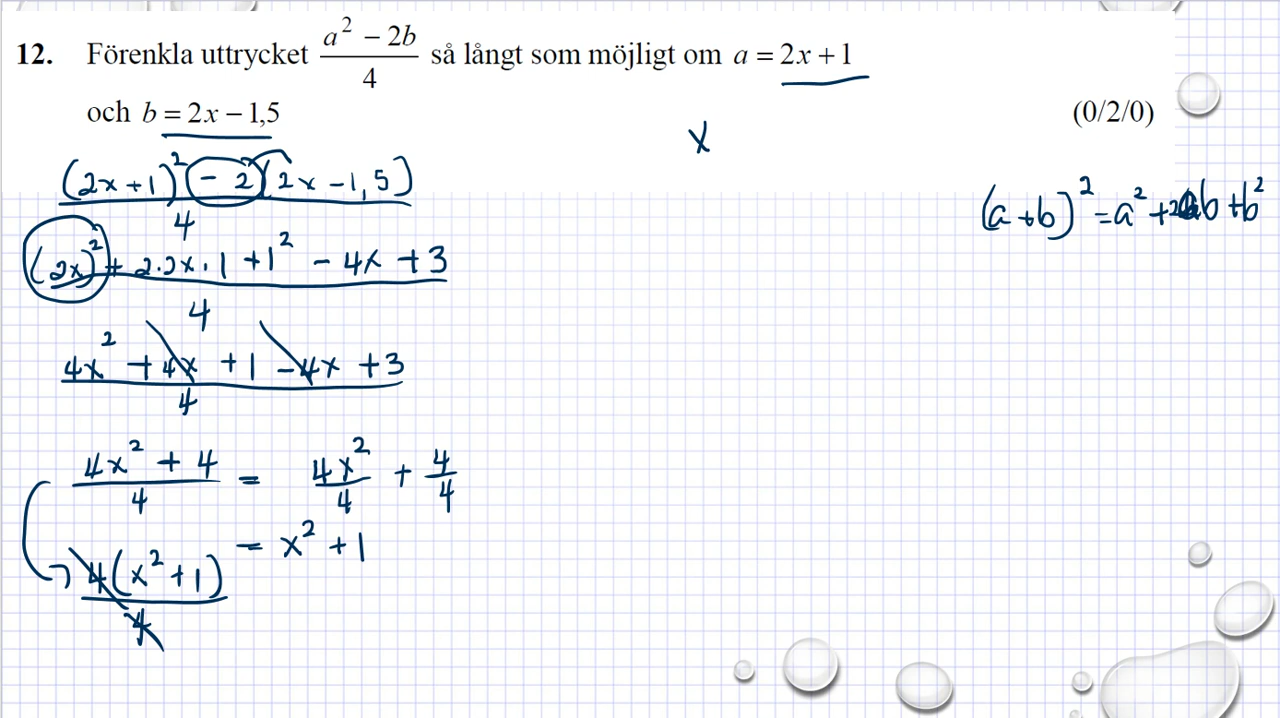 12. Förenkla uttrycket (a² − 2b)/4 så långt som möjligt om a = 2x + 1
och b = 2x − 1,5 (0/2/0)
x
(a + b)² = a² + 2ab + b²
((2x + 1)² − 2(2x − 1,5))/4
((2x)² + 2·2x·1 + 1² − 4x + 3)/4
(4x² + 4x + 1 − 4x + 3)/4
(4x² + 4)/4 = 4x²/4 + 4/4
= x² + 1
4(x² + 1)/4